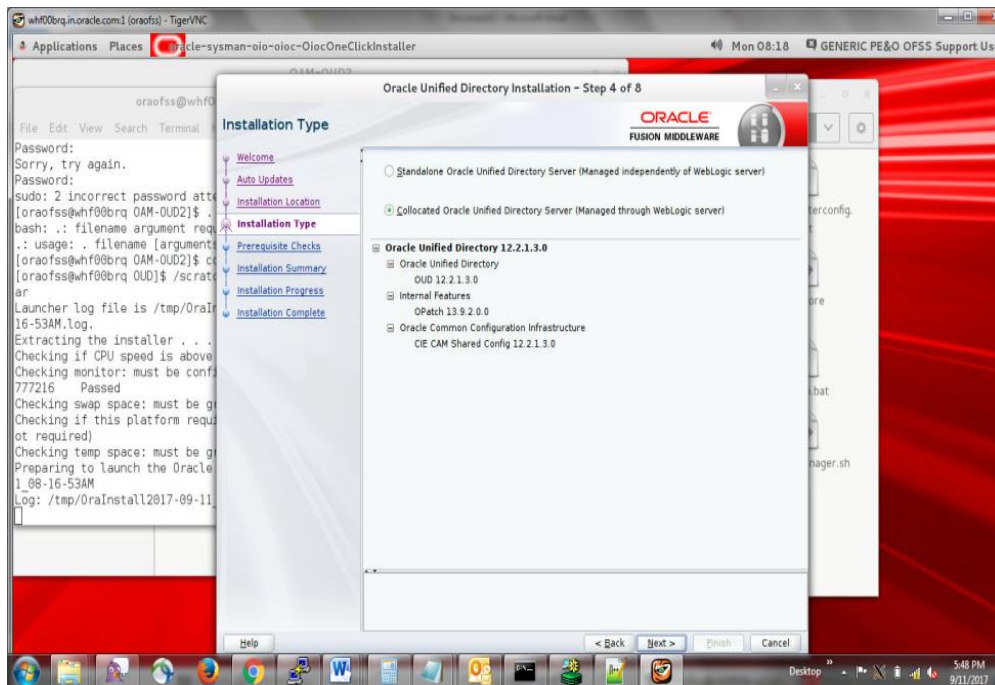 whf00brq.in.oracle.com:1 (oraofss) - TigerVNC
Applications Places oracle-sysman-oio-oioc-OiocOneClickInstaller Mon 08:18 GENERIC PE&O OFSS Support Us
OAM-OUD2
oraofss@whf0
File Edit View Search Terminal
Password:
Sorry, try again.
Password:
sudo: 2 incorrect password atte
[oraofss@whf00brq OAM-OUD2]$ .
bash: .: filename argument requ
.: usage: . filename [arguments
[oraofss@whf00brq OAM-OUD2]$ cd
[oraofss@whf00brq OUD]$ /scrat
ar
Launcher log file is /tmp/OraIn
16-53AM.log.
Extracting the installer . . .
Checking if CPU speed is above
Checking monitor: must be confi
777216 Passed
Checking swap space: must be gr
Checking if this platform requi
ot required)
Checking temp space: must be gr
Preparing to launch the Oracle
1_08-16-53AM
Log: /tmp/OraInstall2017-09-11_
Oracle Unified Directory Installation - Step 4 of 8
Installation Type
ORACLE
FUSION MIDDLEWARE
Welcome
Auto Updates
Installation Location
Installation Type
Prerequisite Checks
Installation Summary
Installation Progress
Installation Complete
Standalone Oracle Unified Directory Server (Managed independently of WebLogic server)
Collocated Oracle Unified Directory Server (Managed through WebLogic server)
Oracle Unified Directory 12.2.1.3.0
Oracle Unified Directory
OUD 12.2.1.3.0
Internal Features
OPatch 13.9.2.0.0
Oracle Common Configuration Infrastructure
CIE CAM Shared Config 12.2.1.3.0
Help < Back Next > Finish Cancel
terconfig.
t
ore
.bat
nager.sh
Desktop
5:48 PM
9/11/2017